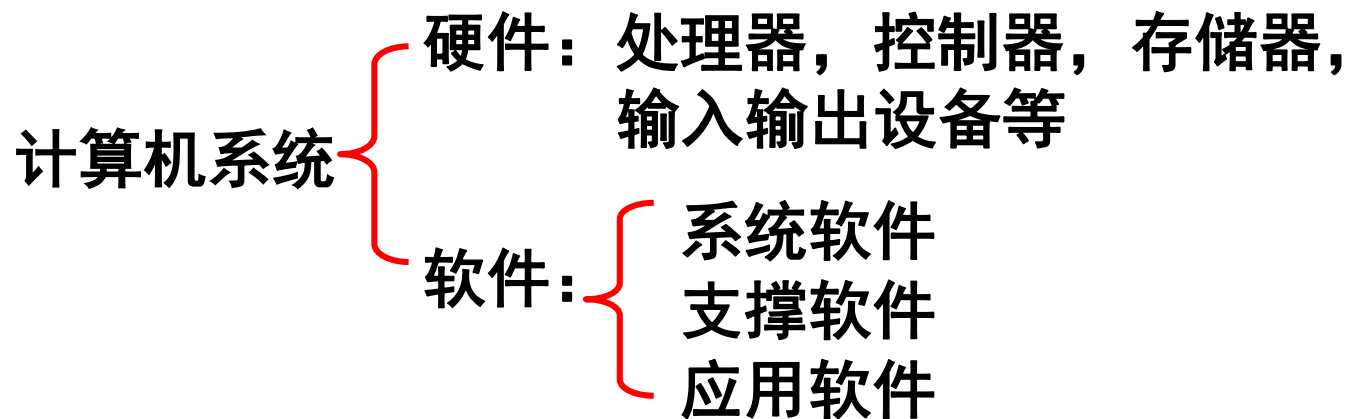 硬件：处理器，控制器，存储器，
输入输出设备等
计算机系统
软件：
系统软件
支撑软件
应用软件